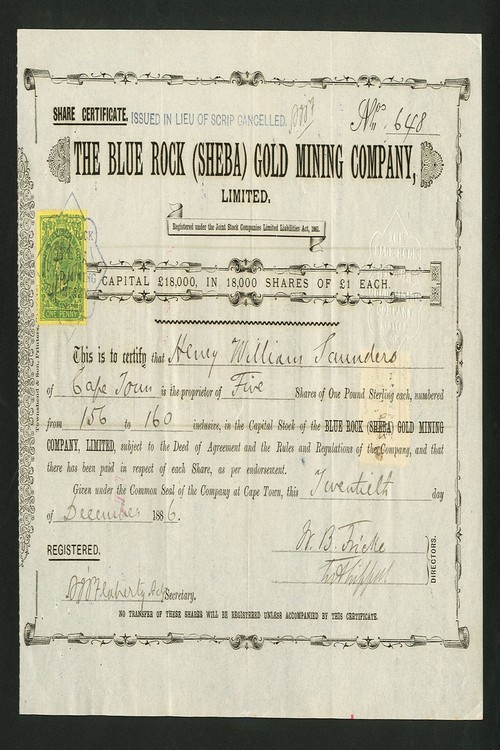 SHARE CERTIFICATE. ISSUED IN LIEU OF SCRIP CANCELLED.
No. 648
THE BLUE ROCK (SHEBA) GOLD MINING COMPANY,
LIMITED.
Registered under the Joint Stock Companies Limited Liabilities Act, 1861.
CAPITAL £18,000, IN 18,000 SHARES OF £1 EACH.
ONE PENNY
This is to certify that Henry William Saunders
of Cape Town is the proprietor of Five Shares of One Pound Sterling each, numbered
from 156 to 160 inclusive, in the Capital Stock of the BLUE ROCK (SHEBA) GOLD MINING
COMPANY, LIMITED, subject to the Deed of Agreement and the Rules and Regulations of the Company, and that
there has been paid in respect of each Share, as per endorsement.
Given under the Common Seal of the Company at Cape Town, this Twentieth day
of December 1886.
REGISTERED.
W. B. Fricke
DIRECTORS.
Secretary.
NO TRANSFER OF THESE SHARES WILL BE REGISTERED UNLESS ACCOMPANIED BY THIS CERTIFICATE.
Townshend & Son, Printers,